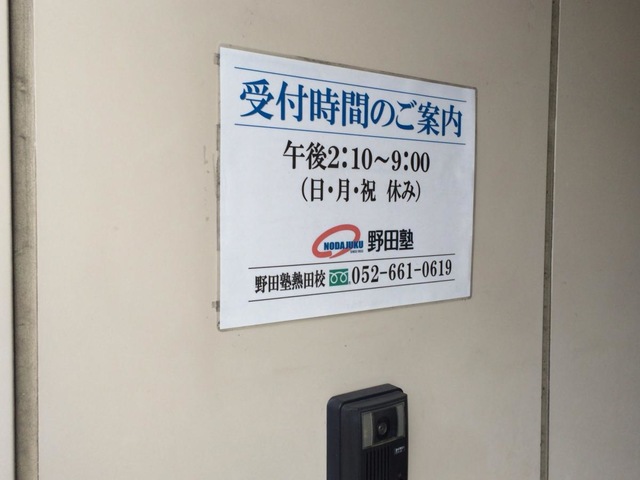 受付時間のご案内
午後2:10〜9:00
（日・月・祝 休み）
NODAJUKU 野田塾
野田塾熱田校 052-661-0619